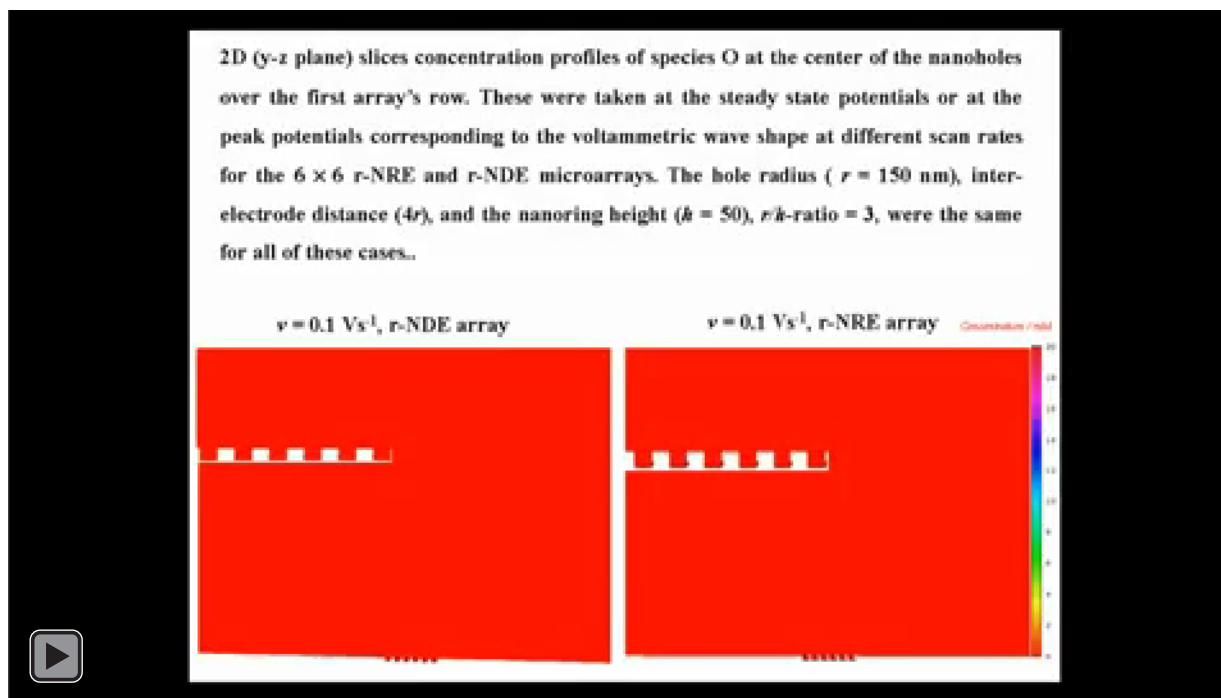 2D (y-z plane) slices concentration profiles of species O at the center of the nanoholes
over the first array's row. These were taken at the steady state potentials or at the
peak potentials corresponding to the voltammetric wave shape at different scan rates
for the 6 × 6 r-NRE and r-NDE microarrays. The hole radius ( r = 150 nm), inter-
electrode distance (4r), and the nanoring height (h = 50), r/h-ratio = 3, were the same
for all of these cases..
v = 0.1 Vs-1, r-NDE array
v = 0.1 Vs-1, r-NRE array
Concentration /